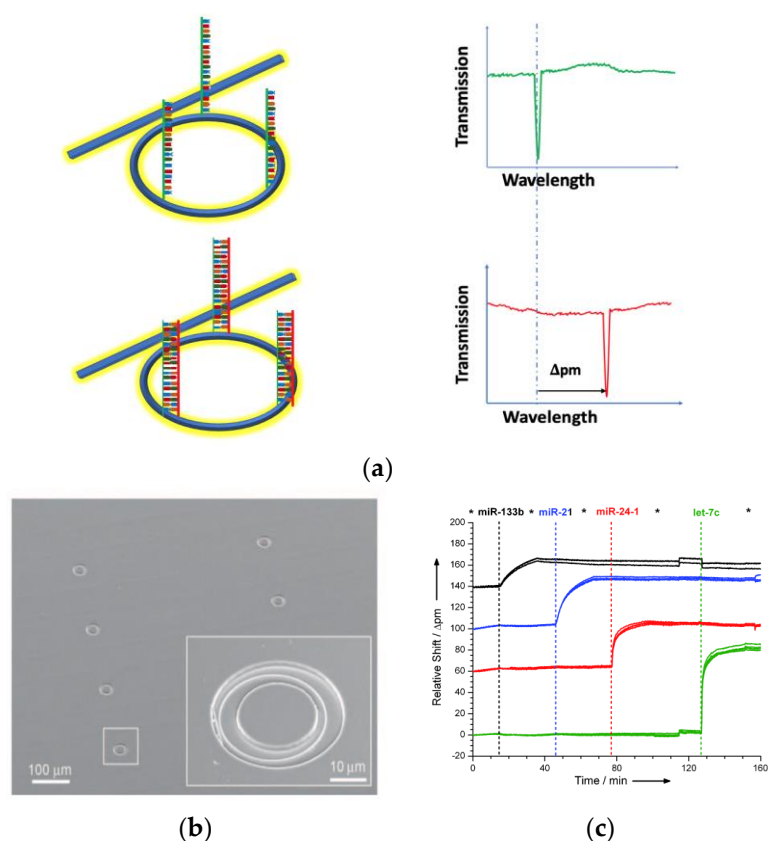 Transmission
Wavelength
Transmission
Δpm
Wavelength
(a)
100 μm
10 μm
(b)
* miR-133b * miR-21 * miR-24-1 * let-7c *
200
180
160
140
120
100
80
60
40
20
0
-20
Relative Shift / Δpm
0 40 80 120 160
Time / min
(c)